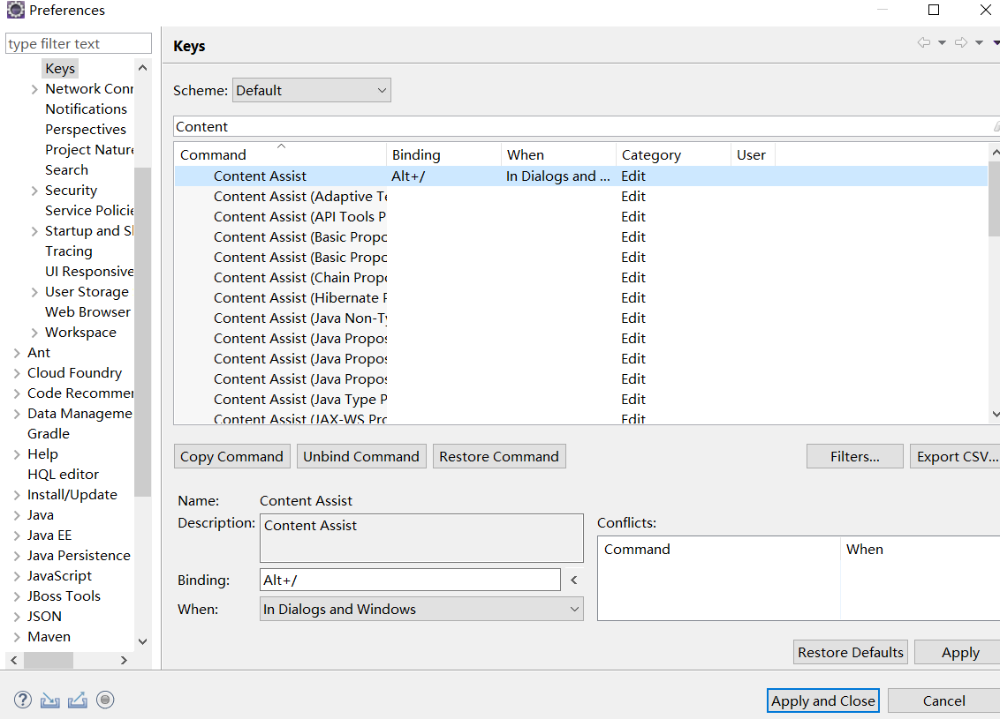 Preferences
type filter text
Keys
Network Conr
Notifications
Perspectives
Project Nature
Search
Security
Service Policie
Startup and Sl
Tracing
UI Responsive
User Storage
Web Browser
Workspace
Ant
Cloud Foundry
Code Recommer
Data Manageme
Gradle
Help
HQL editor
Install/Update
Java
Java EE
Java Persistence
JavaScript
JBoss Tools
JSON
Maven
Keys
Scheme: Default
Content
Command Binding When Category User
Content Assist Alt+/ In Dialogs and ... Edit
Content Assist (Adaptive Te Edit
Content Assist (API Tools P Edit
Content Assist (Basic Propo Edit
Content Assist (Basic Propo Edit
Content Assist (Chain Propo Edit
Content Assist (Hibernate P Edit
Content Assist (Java Non-Ty Edit
Content Assist (Java Propos Edit
Content Assist (Java Propos Edit
Content Assist (Java Propos Edit
Content Assist (Java Type P Edit
Content Assist (JAX-WS Pro Edit
Copy Command Unbind Command Restore Command Filters... Export CSV...
Name: Content Assist
Description: Content Assist
Binding: Alt+/
When: In Dialogs and Windows
Conflicts:
Command When
Restore Defaults Apply
Apply and Close Cancel